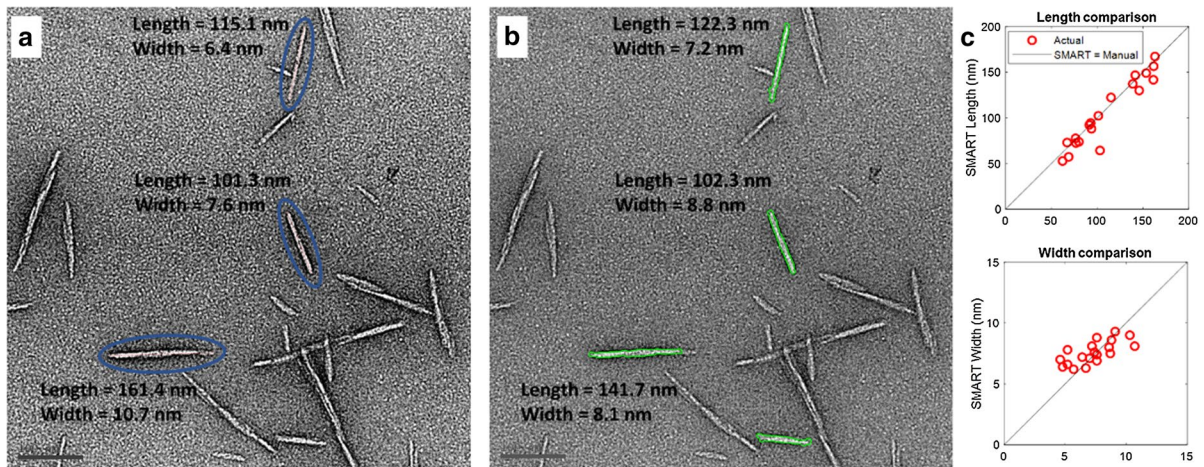 a
Length = 115.1 nm
Width = 6.4 nm
Length = 101.3 nm
Width = 7.6 nm
Length = 161.4 nm
Width = 10.7 nm
b
Length = 122.3 nm
Width = 7.2 nm
Length = 102.3 nm
Width = 8.8 nm
Length = 141.7 nm
Width = 8.1 nm
c
Length comparison
Actual
SMART = Manual
SMART Length (nm)
200
150
100
50
0
0 50 100 150 200
Width comparison
SMART Width (nm)
15
10
5
0
0 5 10 15